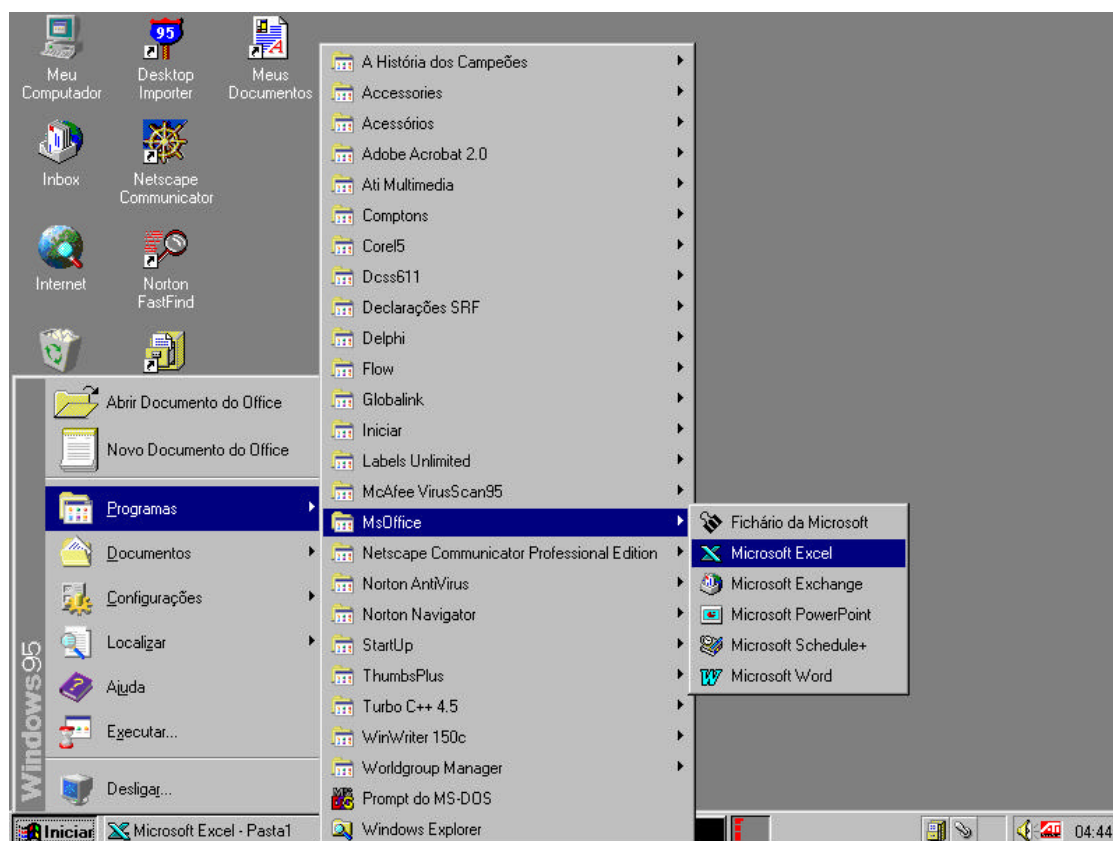 95
Meu Computador
Desktop Importer
Meus Documentos
Inbox
Netscape Communicator
Internet
Norton FastFind
Windows95
Abrir Documento do Office
Novo Documento do Office
Programas
Documentos
Configurações
Localizar
Ajuda
Executar...
Desligar...
A História dos Campeões
Accessories
Acessórios
Adobe Acrobat 2.0
Ati Multimedia
Comptons
Corel5
Dcss611
Declarações SRF
Delphi
Flow
Globalink
Iniciar
Labels Unlimited
McAfee VirusScan95
MsOffice
Netscape Communicator Professional Edition
Norton AntiVirus
Norton Navigator
StartUp
ThumbsPlus
Turbo C++ 4.5
WinWriter 150c
Worldgroup Manager
Prompt do MS-DOS
Windows Explorer
Fichário da Microsoft
Microsoft Excel
Microsoft Exchange
Microsoft PowerPoint
Microsoft Schedule+
Microsoft Word
Iniciar
Microsoft Excel - Pasta1
04:44